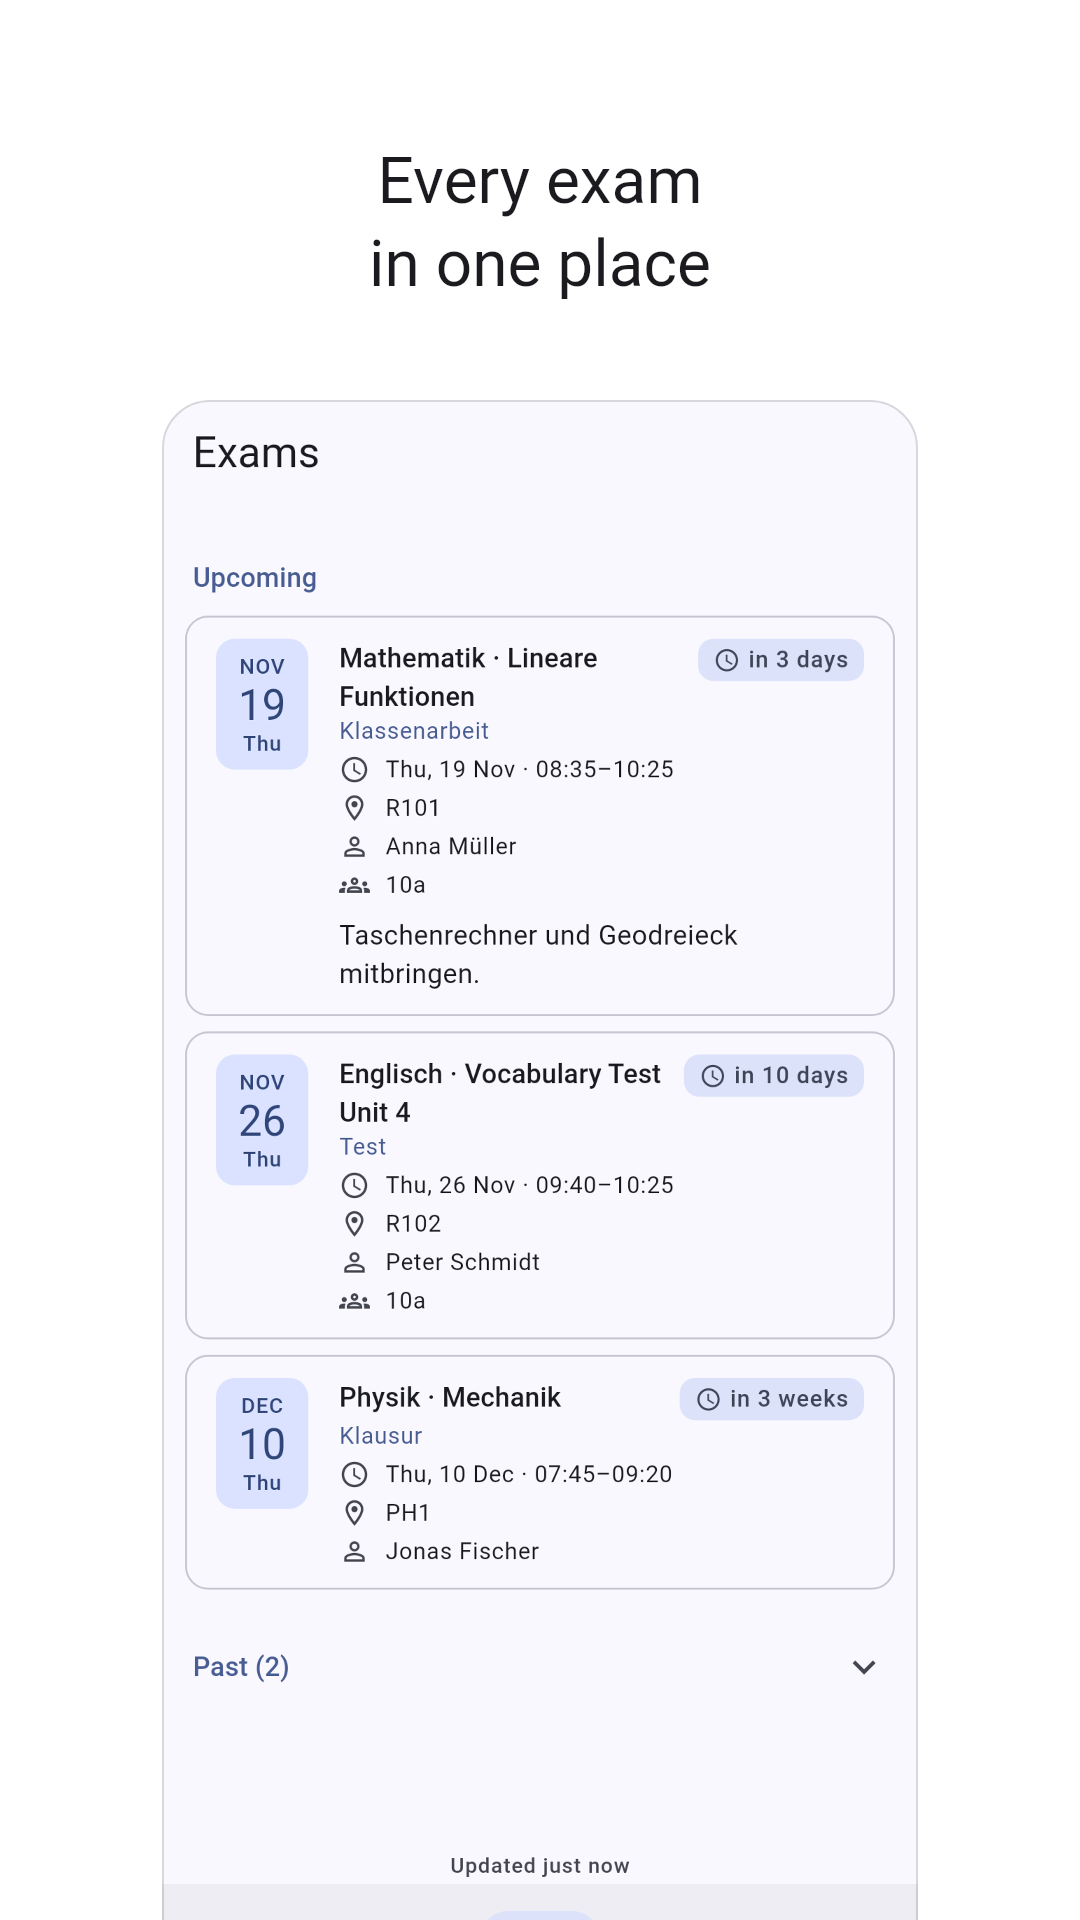 Every exam
in one place
Exams
Upcoming
NOV
19
Thu
Mathematik · Lineare
Funktionen
in 3 days
Klassenarbeit
Thu, 19 Nov · 08:35–10:25
R101
Anna Müller
10a
Taschenrechner und Geodreieck
mitbringen.
NOV
26
Thu
Englisch · Vocabulary Test
Unit 4
in 10 days
Test
Thu, 26 Nov · 09:40–10:25
R102
Peter Schmidt
10a
DEC
10
Thu
Physik · Mechanik
in 3 weeks
Klausur
Thu, 10 Dec · 07:45–09:20
PH1
Jonas Fischer
Past (2)
Updated just now